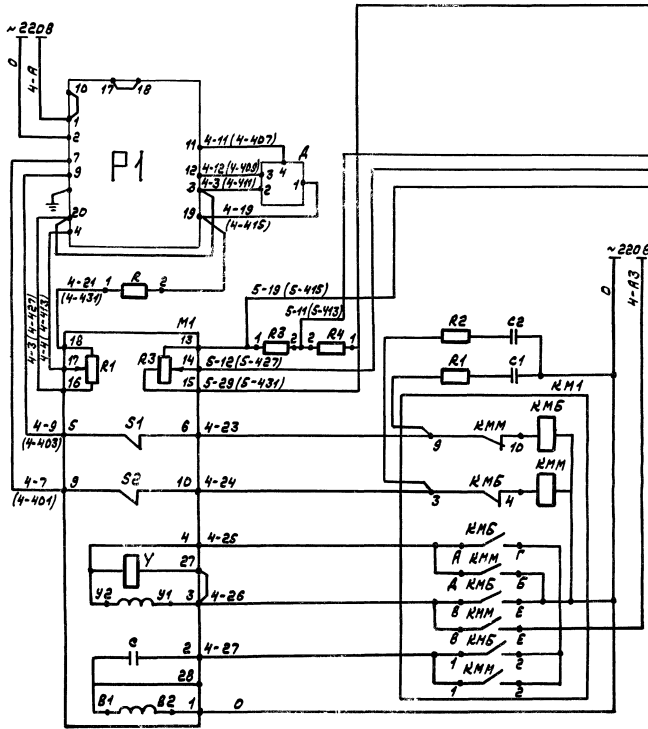 ~220В
0
4-А
10
17 18
1
2
7
9
Р1
11
4-11(4-407)
Д
4
12
4-12(4-409)
3
1
3
4-3(4-411)
2
20
19
4-19
(4-415)
4
~220В
0
4-А3
4-21
(4-431)
1 R 2
5-19 (5-415)
5-11(5-413)
4-3(4-427)
4-4(4-413)
М1
18
17
R1
16
13
R3
14
15
1 R3 2
2 R4 1
5-12(5-427)
5-29(5-431)
R2
С2
R1
С1
КМ1
4-9
(4-403)
5
S1
6
4-23
9
КММ
10
КМБ
4-7
(4-401)
9
S2
10
4-24
3
КМБ
4
КММ
4
4-25
А
КМБ
Г
У
27
Д
КММ
Б
У2
У1
3
4-26
В
КМБ
Е
В
КММ
Е
С
2
4-27
1
КМБ
2
28
1
КММ
2
В1
В2
1
0